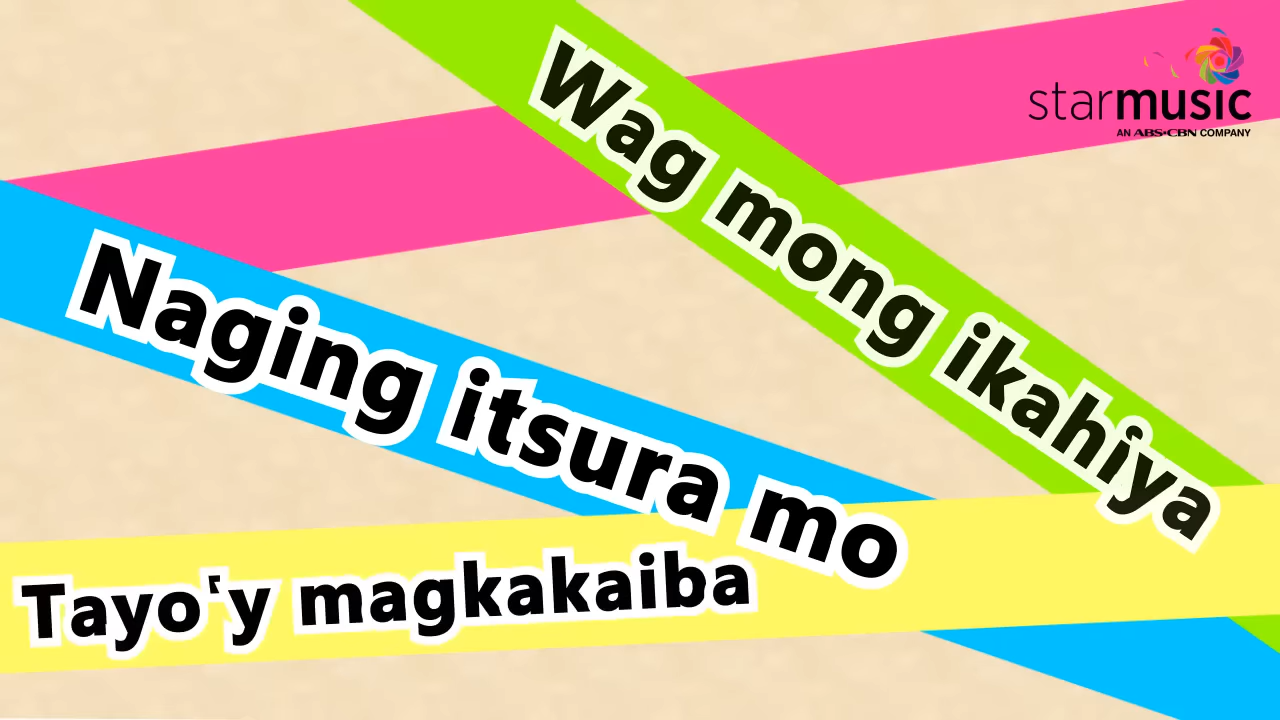 starmusic
AN ABS-CBN COMPANY
Wag mong ikahiya
Naging itsura mo
Tayo'y magkakaiba